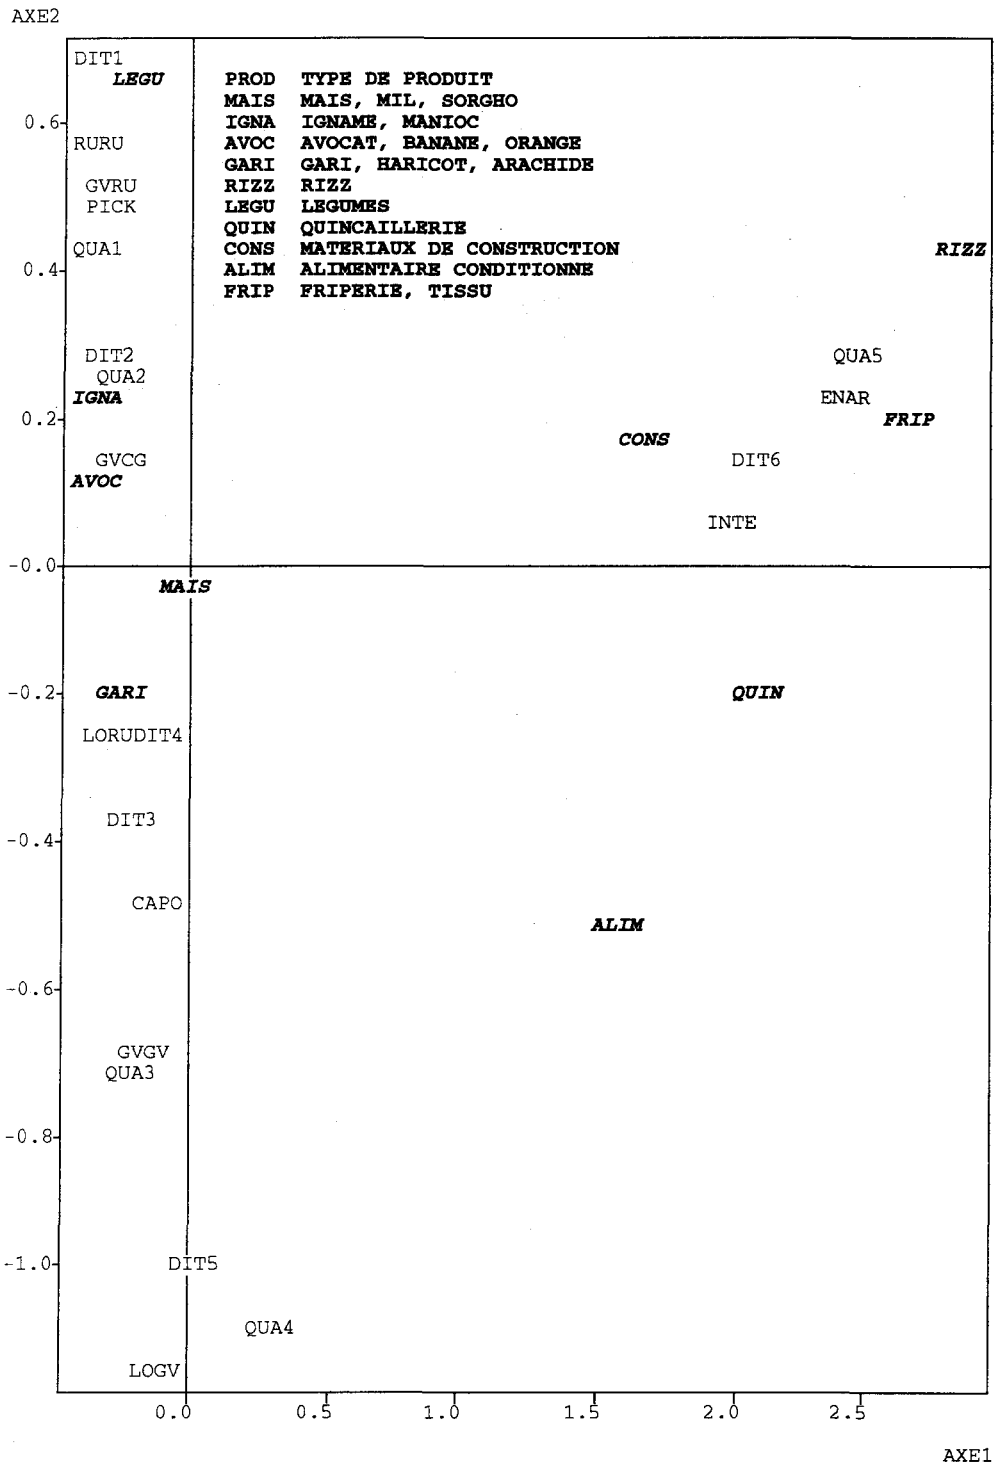 AXE2
DIT1
LEGU PROD TYPE DE PRODUIT
MAIS MAIS, MIL, SORGHO
0.6 IGNA IGNAME, MANIOC
RURU AVOC AVOCAT, BANANE, ORANGE
GARI GARI, HARICOT, ARACHIDE
GVRU RIZZ RIZZ
PICK LEGU LEGUMES
QUIN QUINCAILLERIE
QUA1 CONS MATERIAUX DE CONSTRUCTION RIZZ
0.4 ALIM ALIMENTAIRE CONDITIONNE
FRIP FRIPERIE, TISSU
DIT2 QUA5
QUA2
IGNA ENAR
0.2 FRIP
CONS
GVCG DIT6
AVOC
INTE
-0.0
MAIS
-0.2 GARI QUIN
LORUDIT4
DIT3
-0.4
CAPO
ALIM
-0.6
GVGV
QUA3
-0.8
-1.0 DIT5
QUA4
LOGV
0.0 0.5 1.0 1.5 2.0 2.5
AXE1